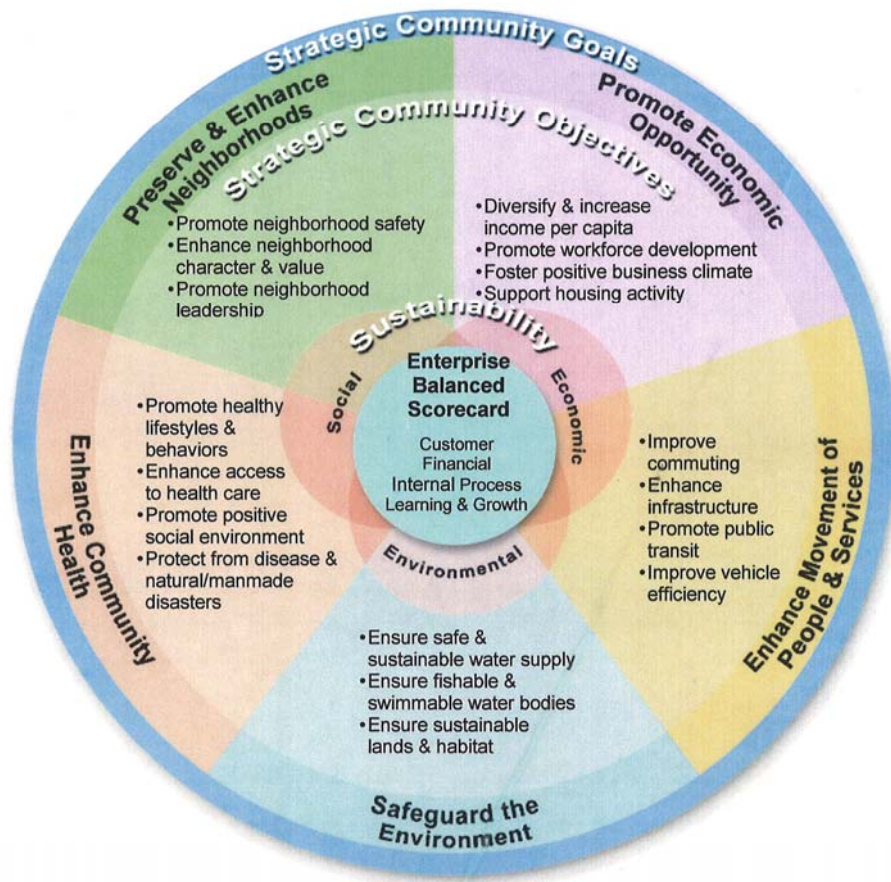 Strategic Community Goals
Preserve & Enhance
Neighborhoods
Promote Economic
Opportunity
Strategic Community Objectives
•Promote neighborhood safety
•Enhance neighborhood
character & value
•Promote neighborhood
leadership
•Diversify & increase
income per capita
•Promote workforce development
•Foster positive business climate
•Support housing activity
Sustainability
Social
Economic
Environmental
Enterprise
Balanced
Scorecard
Customer
Financial
Internal Process
Learning & Growth
•Promote healthy
lifestyles &
behaviors
•Enhance access
to health care
•Promote positive
social environment
•Protect from disease &
natural/manmade
disasters
Enhance Community
Health
•Improve
commuting
•Enhance
infrastructure
•Promote public
transit
•Improve vehicle
efficiency
Enhance Movement of
People & Services
•Ensure safe &
sustainable water supply
•Ensure fishable &
swimmable water bodies
•Ensure sustainable
lands & habitat
Safeguard the
Environment